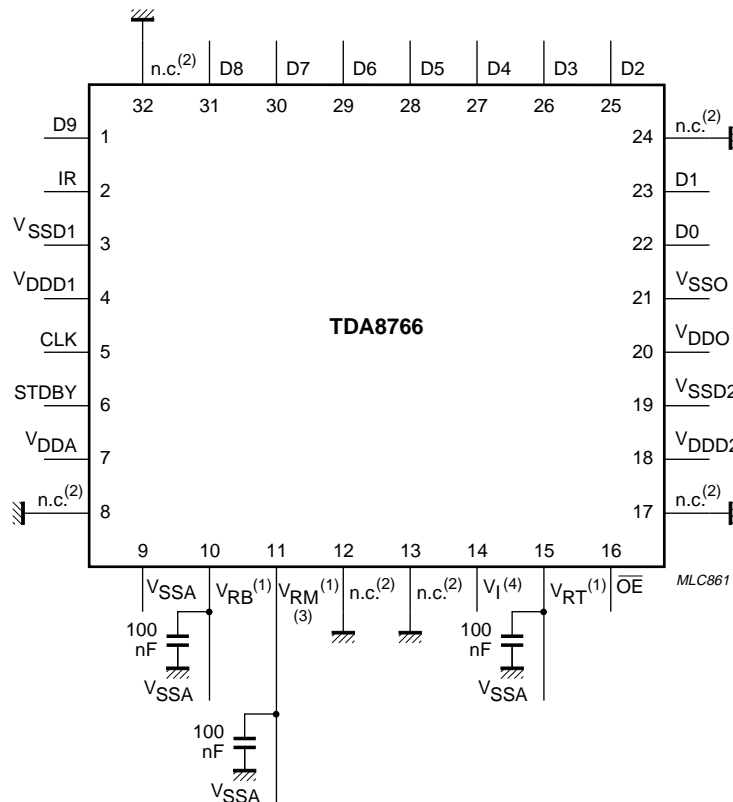 n.c.(2) D8 D7 D6 D5 D4 D3 D2
32 31 30 29 28 27 26 25
D9 1 24 n.c.(2)
IR 2 23 D1
VSSD1 3 22 D0
VDDD1 4 21 VSSO
TDA8766
CLK 5 20 VDDO
STDBY 6 19 VSSD2
VDDA 7 18 VDDD2
n.c.(2) 8 17 n.c.(2)
9 10 11 12 13 14 15 16
MLC861
VSSA VRB(1) VRM(1) n.c.(2) n.c.(2) VI(4) VRT(1) O̅E̅
(3)
100 100
nF nF
VSSA VSSA
100
nF
VSSA